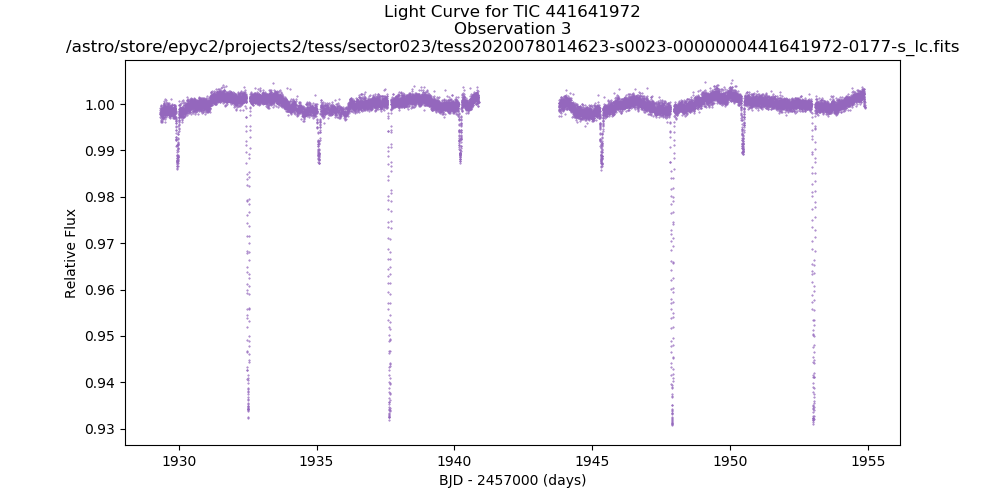 Light Curve for TIC 441641972
Observation 3
/astro/store/epyc2/projects2/tess/sector023/tess2020078014623-s0023-0000000441641972-0177-s_lc.fits
1.00
0.99
0.98
0.97
0.96
0.95
0.94
0.93
Relative Flux
1930
1935
1940
1945
1950
1955
BJD - 2457000 (days)